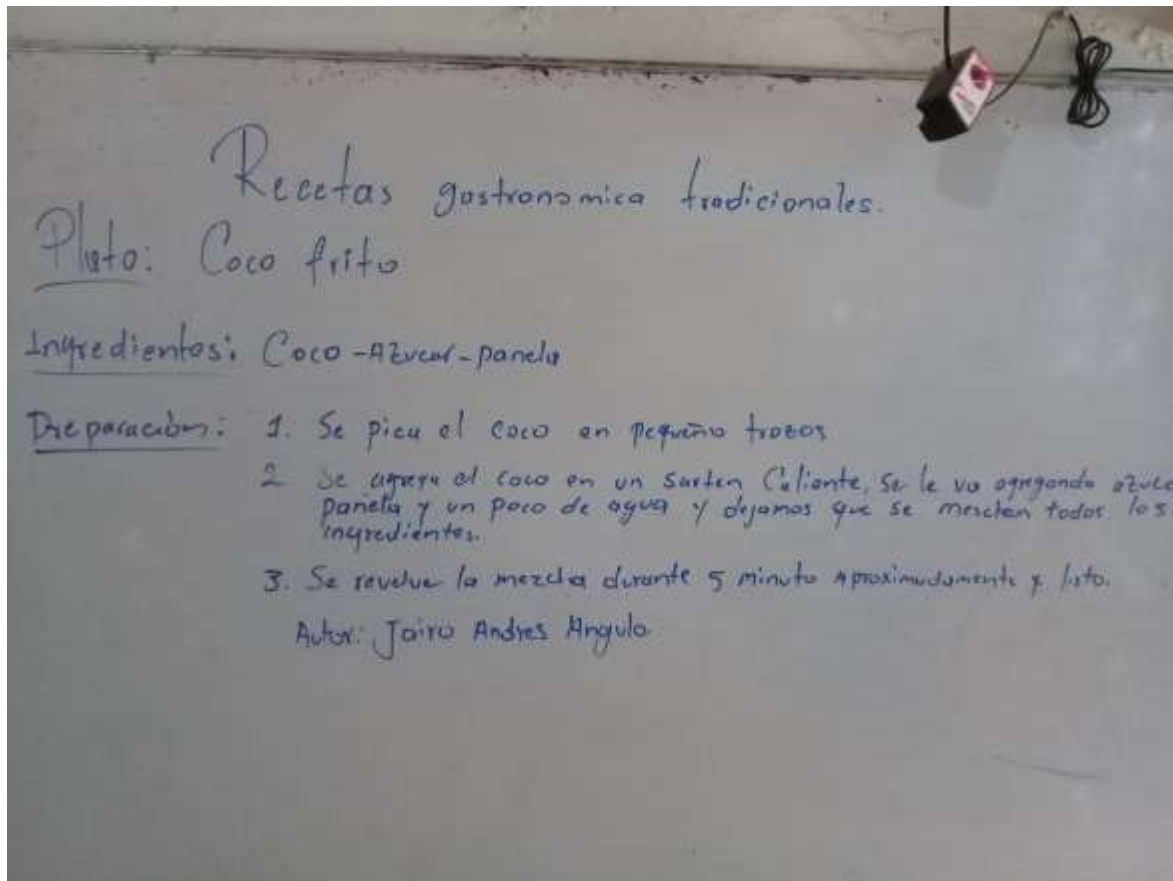 Recetas gastronomica tradicionales.
Plato: Coco frito
Ingredientes: Coco - Azucar - panela
Preparación: 1. Se pica el coco en pequeño trozos
2 Se agrega el coco en un sarten Caliente, se le va agregando azuca
panela y un poco de agua y dejamos que se mesclen todos los
ingredientes.
3. Se revelve la mezcla durante 5 minuto Aproximadamente y listo.
Autor: Jairo Andres Angulo